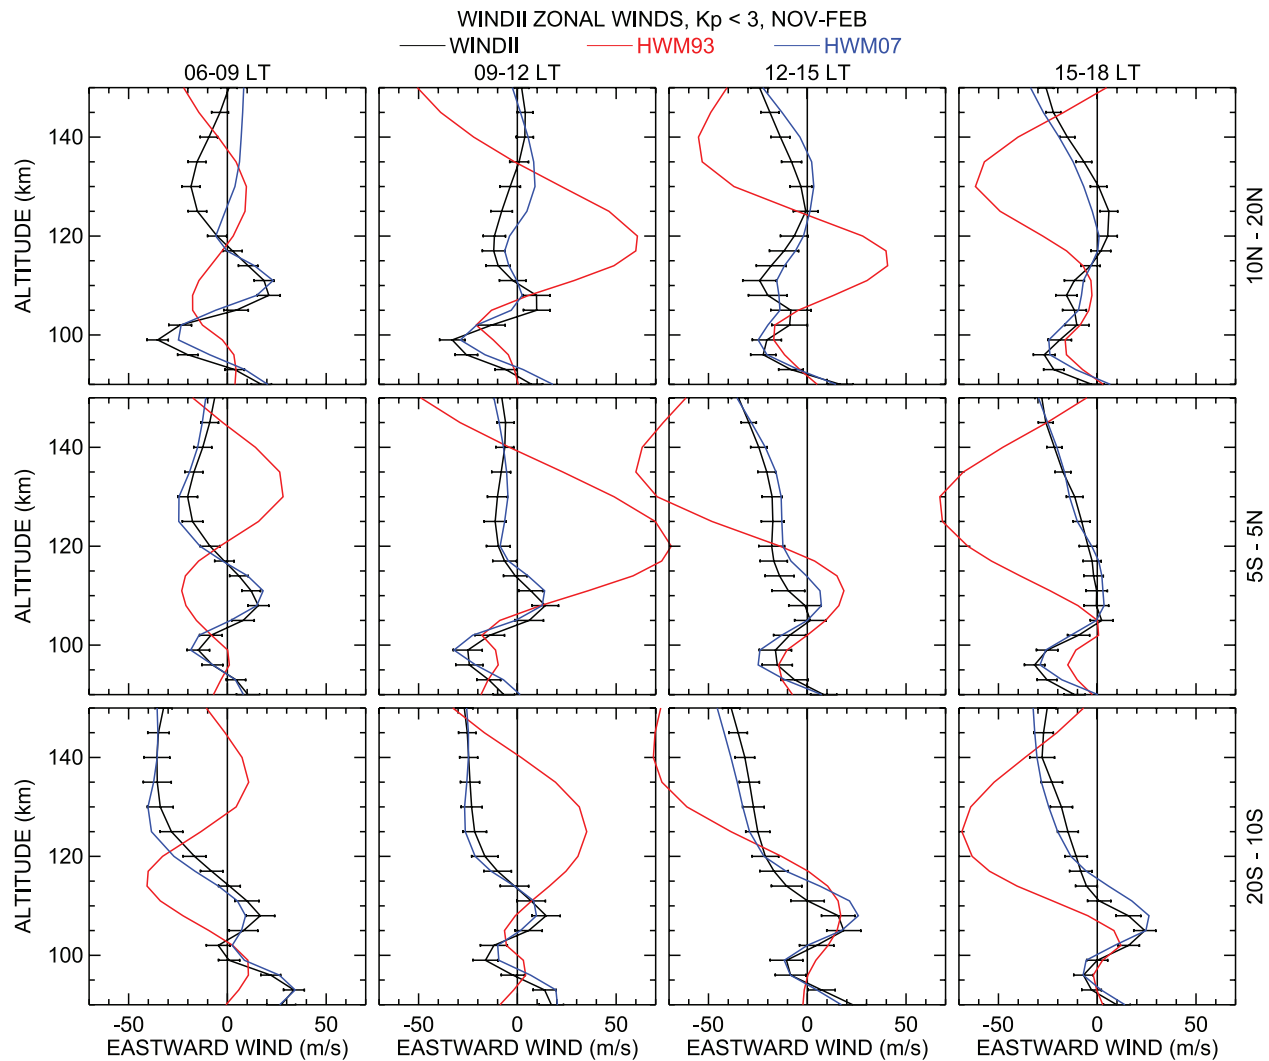 WINDII ZONAL WINDS, Kp < 3, NOV-FEB
WINDII HWM93 HWM07
06-09 LT 09-12 LT 12-15 LT 15-18 LT
ALTITUDE (km)
140
120
100
10N - 20N
ALTITUDE (km)
140
120
100
5S - 5N
ALTITUDE (km)
140
120
100
20S - 10S
-50 0 50 -50 0 50 -50 0 50 -50 0 50
EASTWARD WIND (m/s) EASTWARD WIND (m/s) EASTWARD WIND (m/s) EASTWARD WIND (m/s)